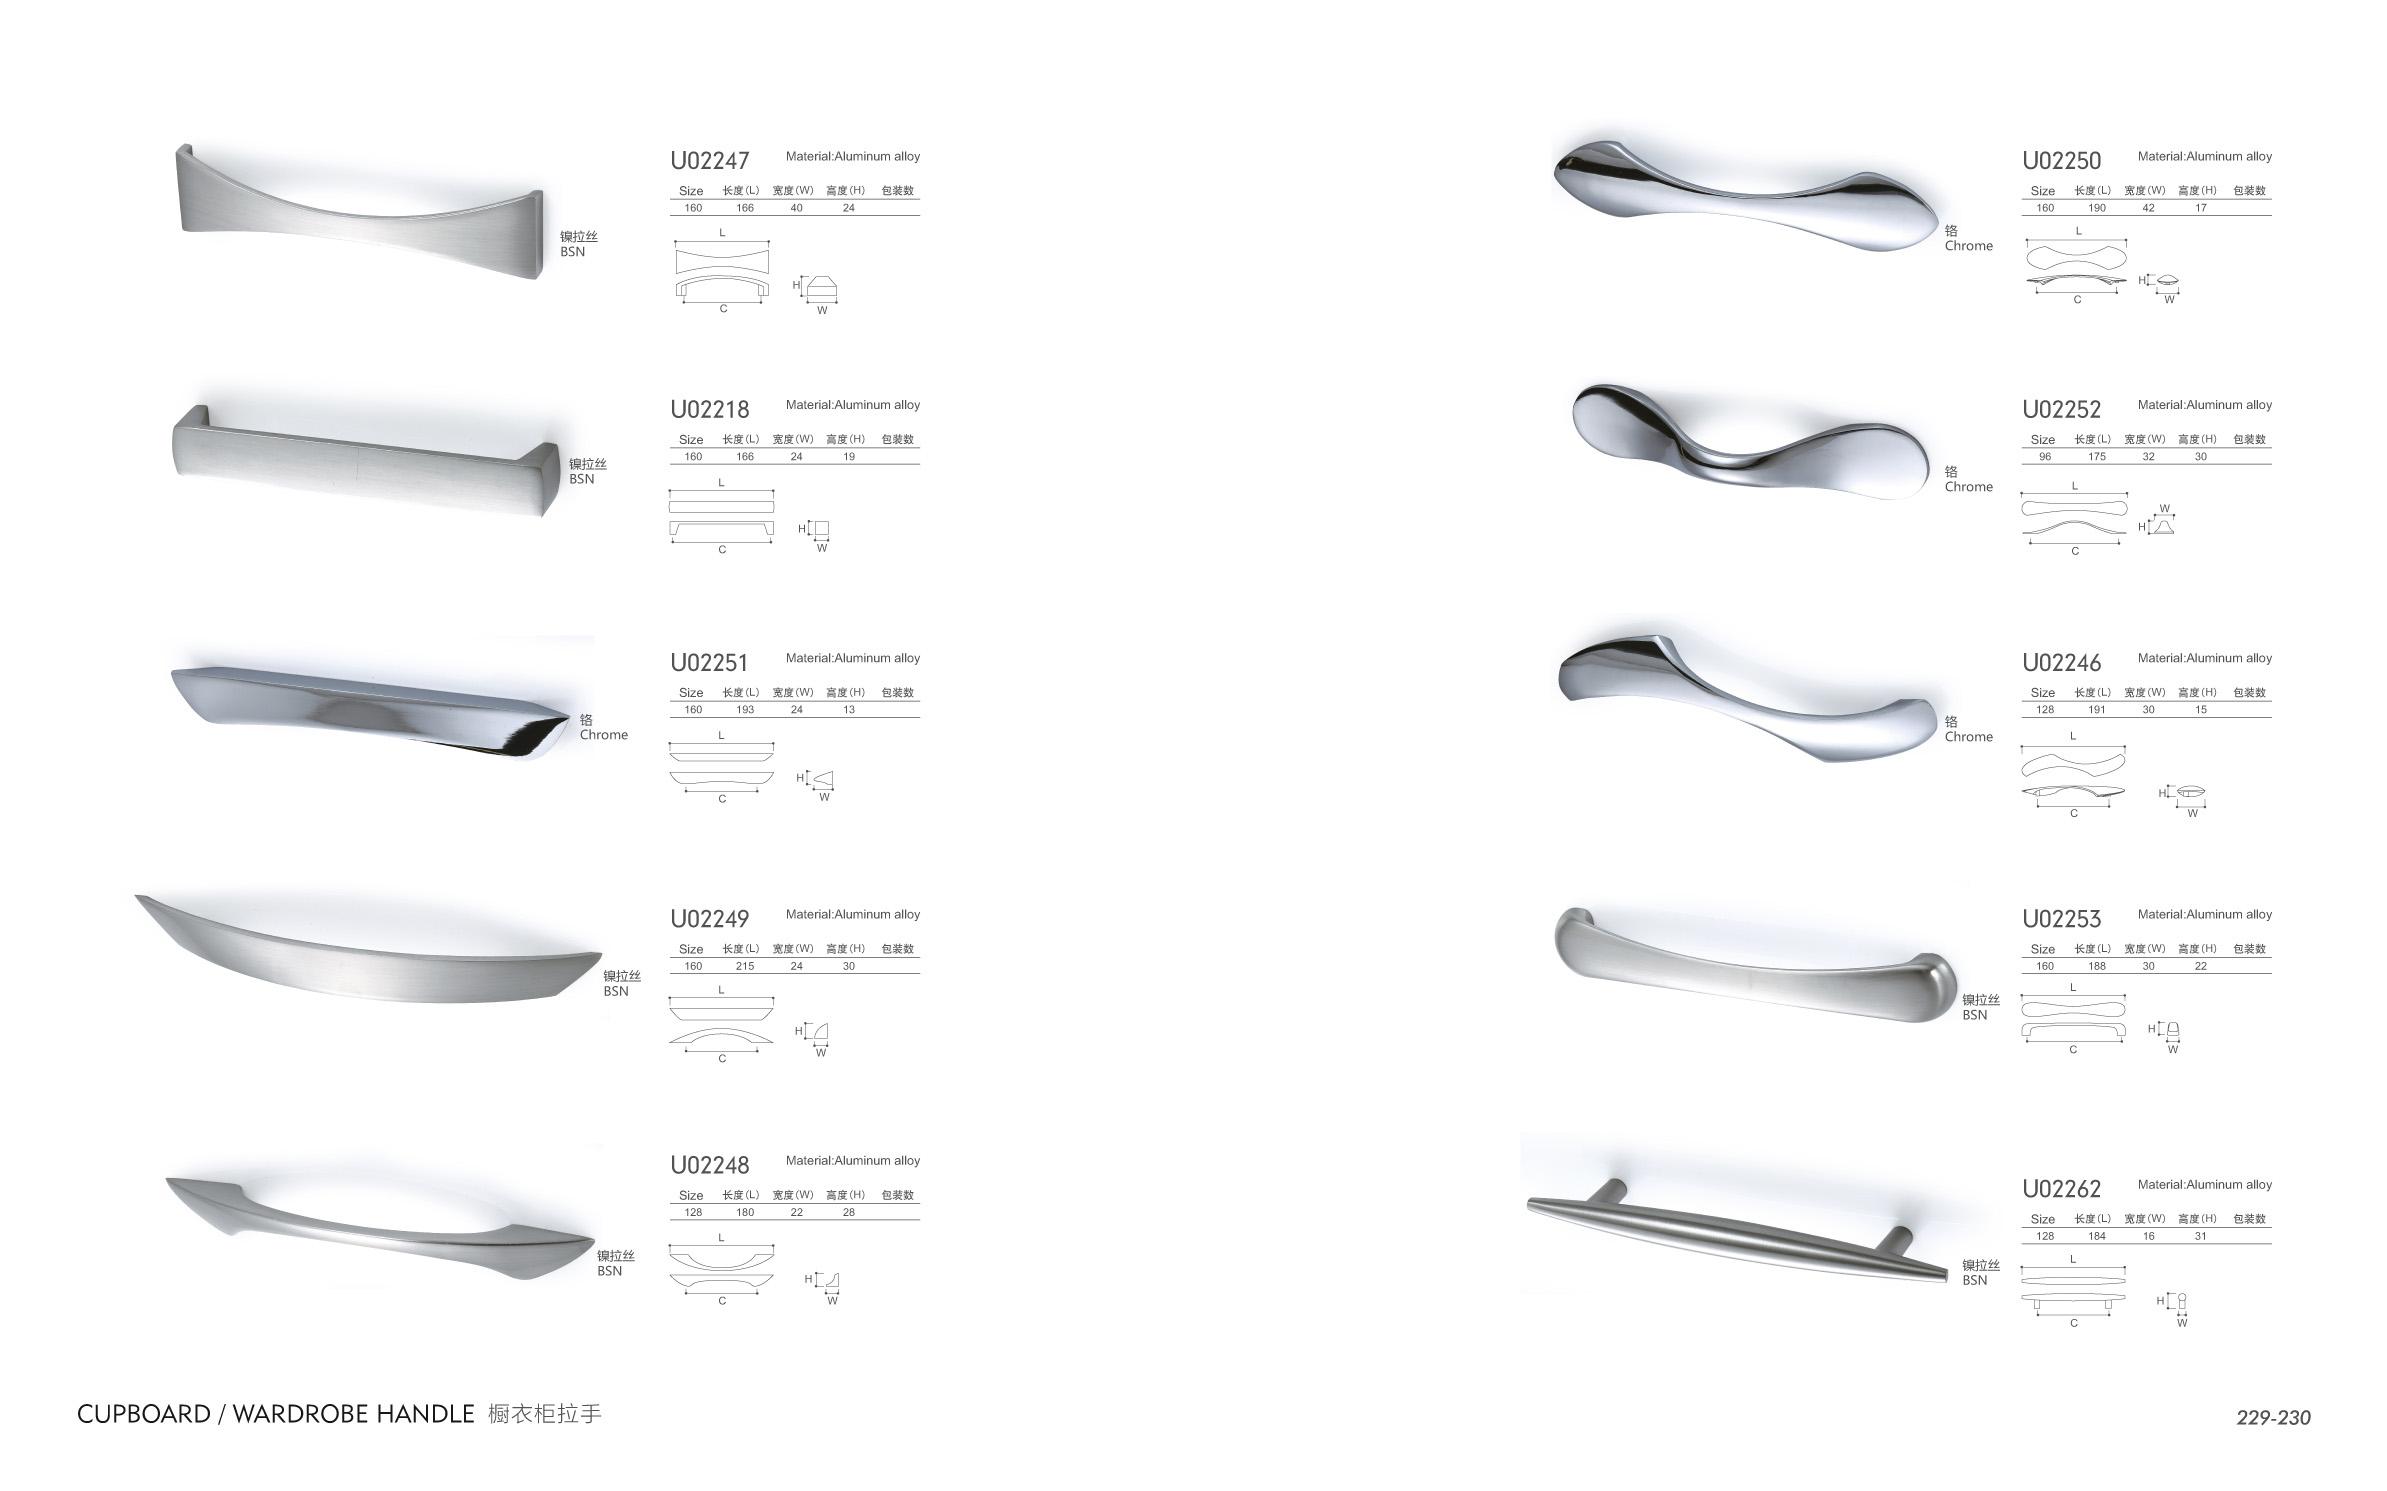 U02247 Material:Aluminum alloy
Size 长度(L) 宽度(W) 高度(H) 包装数
160 166 40 24
镍拉丝
BSN
L
H
C
W
U02218 Material:Aluminum alloy
Size 长度(L) 宽度(W) 高度(H) 包装数
160 166 24 19
镍拉丝
BSN
L
H
C
W
U02251 Material:Aluminum alloy
Size 长度(L) 宽度(W) 高度(H) 包装数
160 193 24 13
铬
Chrome
L
H
C
W
U02249 Material:Aluminum alloy
Size 长度(L) 宽度(W) 高度(H) 包装数
160 215 24 30
镍拉丝
BSN
L
H
C
W
U02248 Material:Aluminum alloy
Size 长度(L) 宽度(W) 高度(H) 包装数
128 180 22 28
镍拉丝
BSN
L
H
C
W
U02250 Material:Aluminum alloy
Size 长度(L) 宽度(W) 高度(H) 包装数
160 190 42 17
铬
Chrome
L
H
C
W
U02252 Material:Aluminum alloy
Size 长度(L) 宽度(W) 高度(H) 包装数
96 175 32 30
铬
Chrome
L
W
H
C
U02246 Material:Aluminum alloy
Size 长度(L) 宽度(W) 高度(H) 包装数
128 191 30 15
铬
Chrome
L
H
C
W
U02253 Material:Aluminum alloy
Size 长度(L) 宽度(W) 高度(H) 包装数
160 188 30 22
镍拉丝
BSN
L
H
C
W
U02262 Material:Aluminum alloy
Size 长度(L) 宽度(W) 高度(H) 包装数
128 184 16 31
镍拉丝
BSN
L
H
C
W
CUPBOARD / WARDROBE HANDLE 橱衣柜拉手
229-230